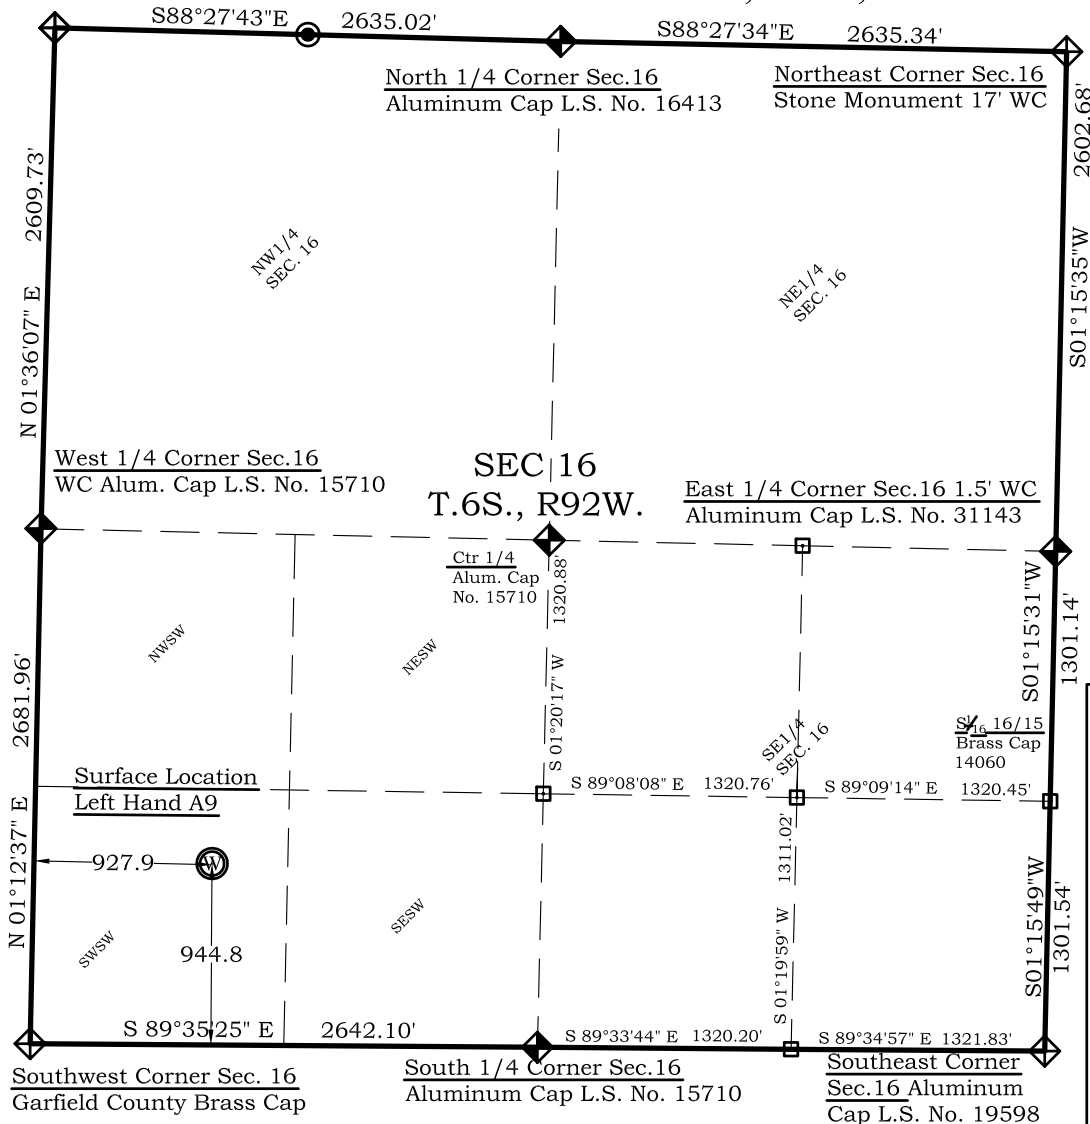 S88°27'43"E 2635.02'
S88°27'34"E 2635.34'
North 1/4 Corner Sec.16
Aluminum Cap L.S. No. 16413
Northeast Corner Sec.16
Stone Monument 17' WC
2609.73'
N 01°36'07" E
2602.68'
S01°15'35"W
NW1/4
SEC. 16
NE1/4
SEC. 16
West 1/4 Corner Sec.16
WC Alum. Cap L.S. No. 15710
SEC 16
T.6S., R92W.
East 1/4 Corner Sec.16 1.5' WC
Aluminum Cap L.S. No. 31143
Ctr 1/4
Alum. Cap
No. 15710
1320.88'
S 01°20'17" W
S01°15'31"W
1301.14'
NWSW
NESW
SE1/4
SEC. 16
2681.96'
N 01°12'37" E
16/15
Brass Cap
14060
Surface Location
Left Hand A9
S 89°08'08" E 1320.76'
S 89°09'14" E 1320.45'
927.9
W
944.8
SWSW
SESW
1311.02'
S 01°19'59" W
S01°15'49"W
1301.54'
S 89°35'25" E 2642.10'
S 89°33'44" E 1320.20'
S 89°34'57" E 1321.83'
Southwest Corner Sec. 16
Garfield County Brass Cap
South 1/4 Corner Sec.16
Aluminum Cap L.S. No. 15710
Southeast Corner
Sec.16 Aluminum
Cap L.S. No. 19598